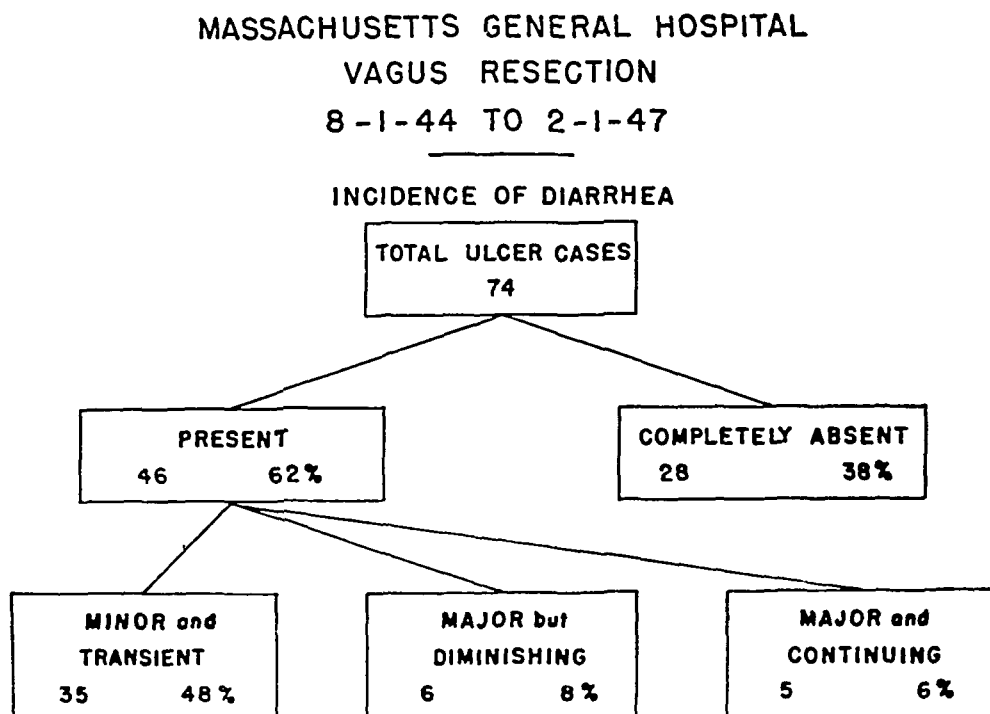 MASSACHUSETTS GENERAL HOSPITAL
VAGUS RESECTION
8-1-44 TO 2-1-47
INCIDENCE OF DIARRHEA
TOTAL ULCER CASES
74
PRESENT
46 62%
COMPLETELY ABSENT
28 38%
MINOR and
TRANSIENT
35 48%
MAJOR but
DIMINISHING
6 8%
MAJOR and
CONTINUING
5 6%